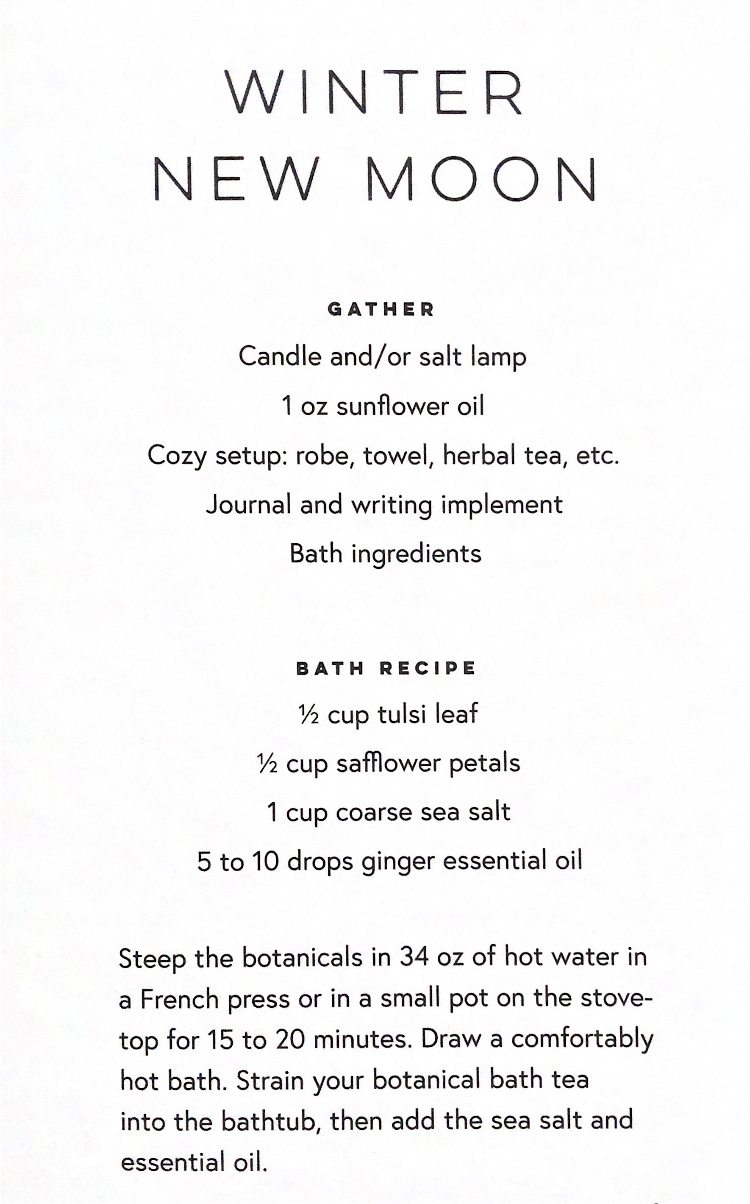 WINTER
NEW MOON
GATHER
Candle and/or salt lamp
1 oz sunflower oil
Cozy setup: robe, towel, herbal tea, etc.
Journal and writing implement
Bath ingredients
BATH RECIPE
½ cup tulsi leaf
½ cup safflower petals
1 cup coarse sea salt
5 to 10 drops ginger essential oil
Steep the botanicals in 34 oz of hot water in
a French press or in a small pot on the stove-
top for 15 to 20 minutes. Draw a comfortably
hot bath. Strain your botanical bath tea
into the bathtub, then add the sea salt and
essential oil.